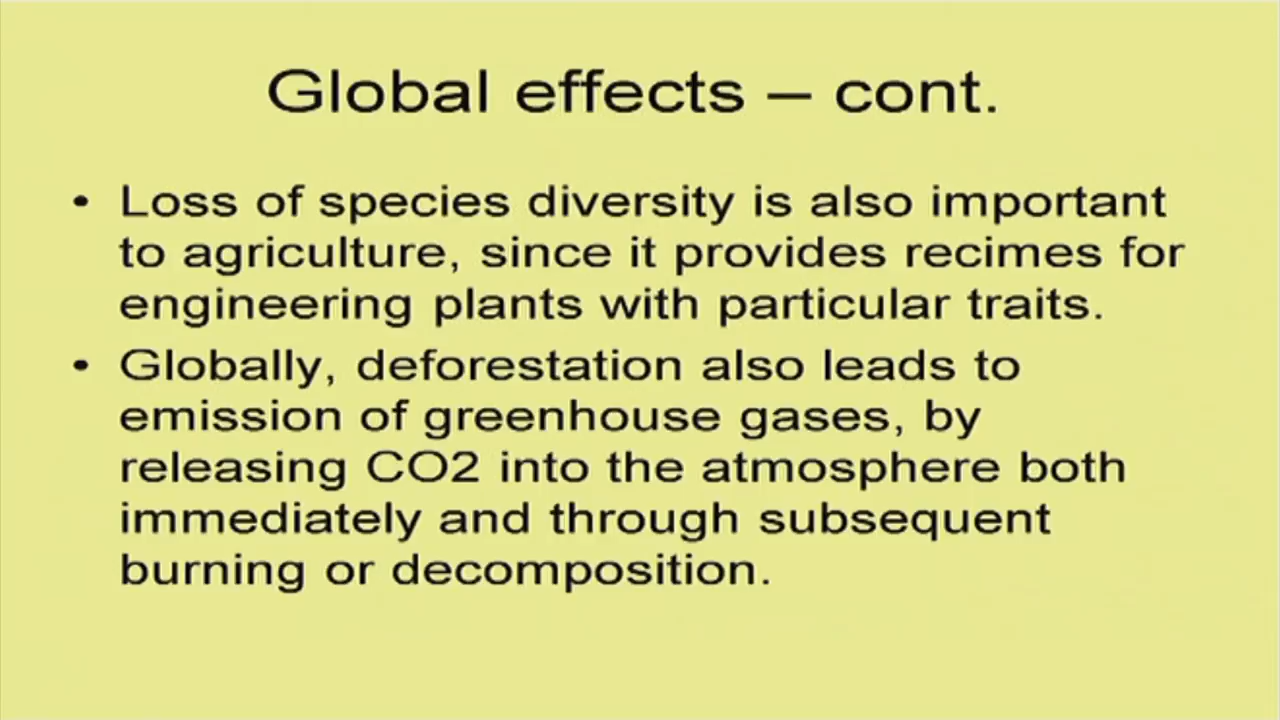 Global effects – cont.
• Loss of species diversity is also important
to agriculture, since it provides recimes for
engineering plants with particular traits.
• Globally, deforestation also leads to
emission of greenhouse gases, by
releasing CO2 into the atmosphere both
immediately and through subsequent
burning or decomposition.